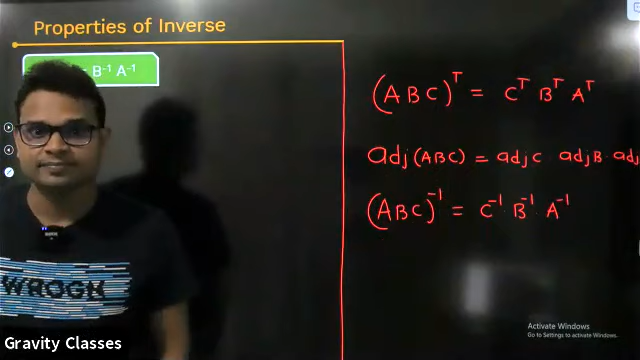 Properties of Inverse
B⁻¹ A⁻¹
(ABC)ᵀ = Cᵀ Bᵀ Aᵀ
adj(ABC) = adj C · adj B · adj
(ABC)⁻¹ = C⁻¹ · B⁻¹ · A⁻¹
WROGN
Activate Windows
Go to Settings to activate Windows.
Gravity Classes